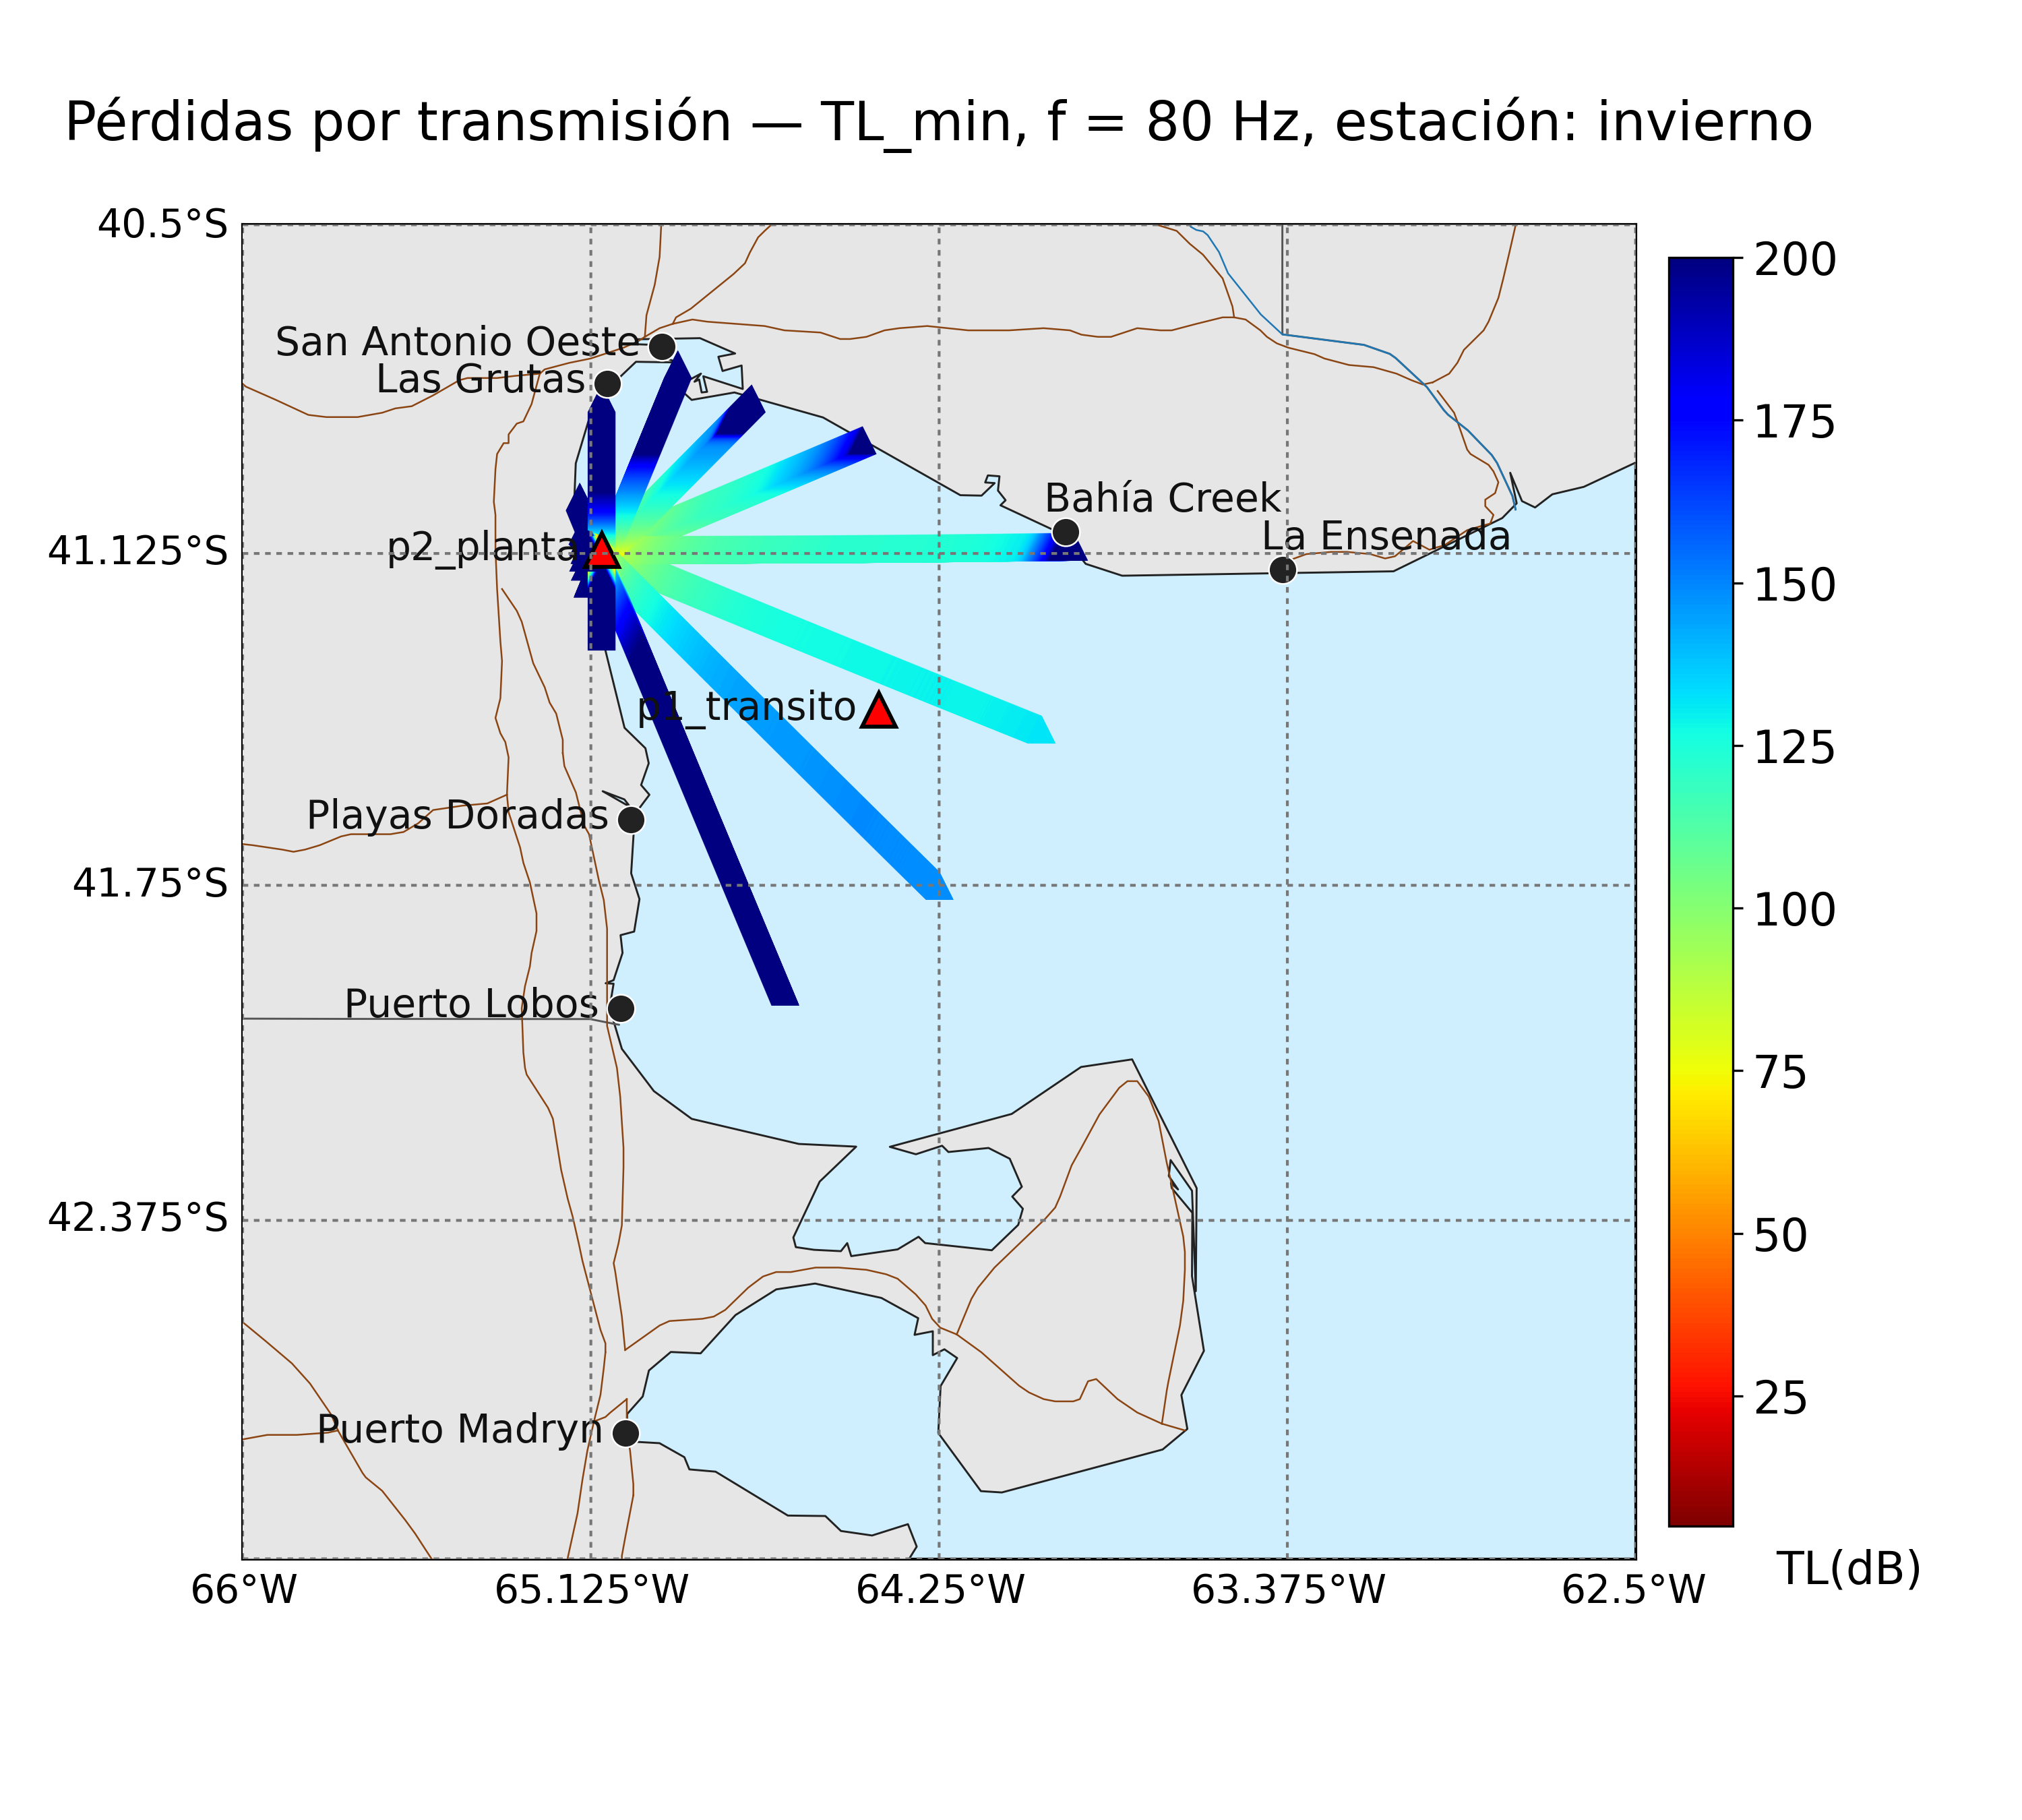 Pérdidas por transmisión — TL_min, f = 80 Hz, estación: invierno
40.5°S
200
San Antonio Oeste
Las Grutas
175
Bahía Creek
La Ensenada
p2_planta
41.125°S
150
p1_transito
125
Playas Doradas
41.75°S
100
Puerto Lobos
75
42.375°S
50
25
Puerto Madryn
TL(dB)
66°W
65.125°W
64.25°W
63.375°W
62.5°W